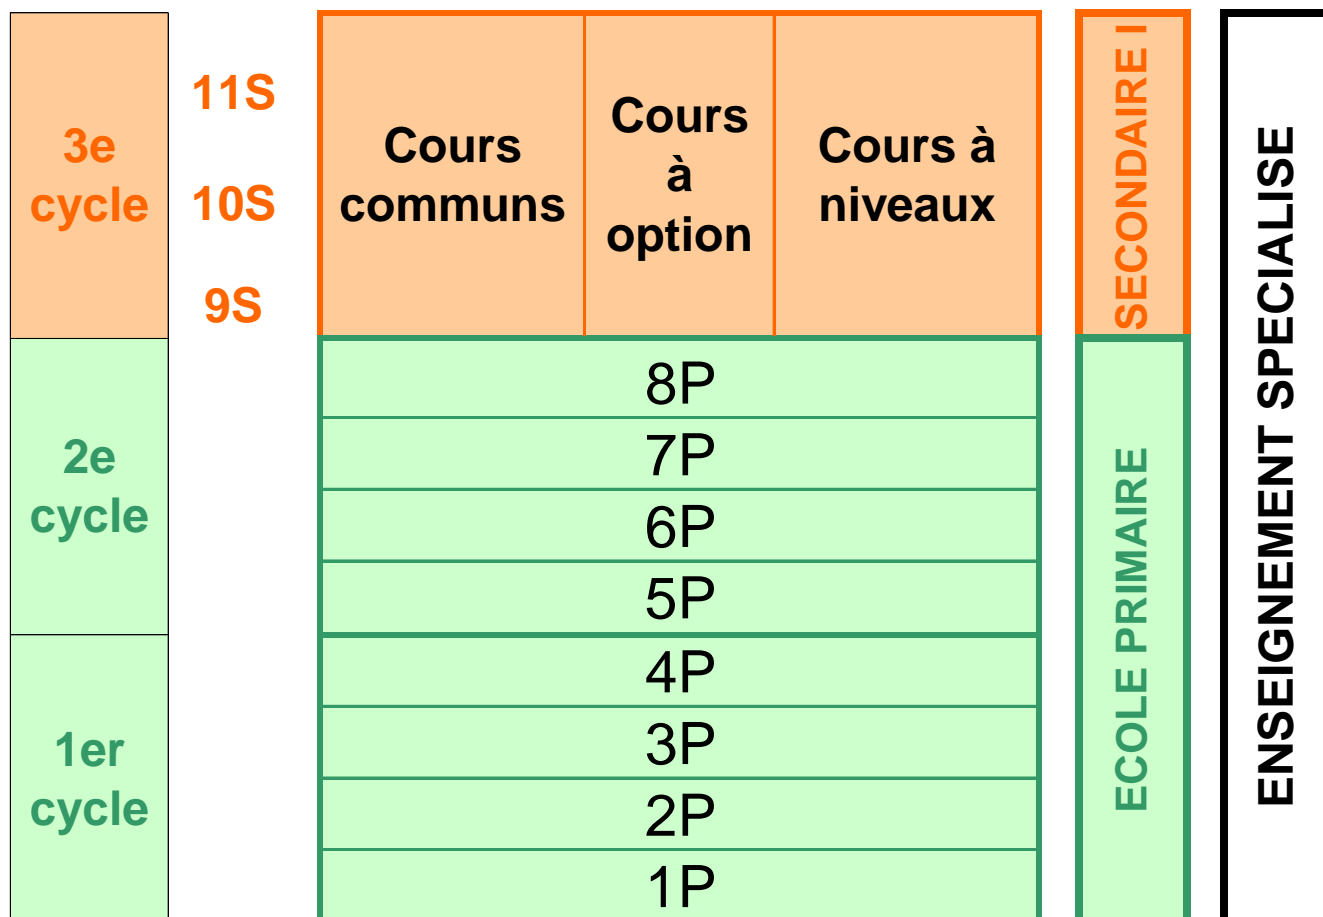 3e
cycle
11S
10S
9S
Cours
communs
Cours
à
option
Cours à
niveaux
SECONDAIRE I
2e
cycle
8P
7P
6P
5P
1er
cycle
4P
3P
2P
1P
ECOLE PRIMAIRE
ENSEIGNEMENT SPECIALISE